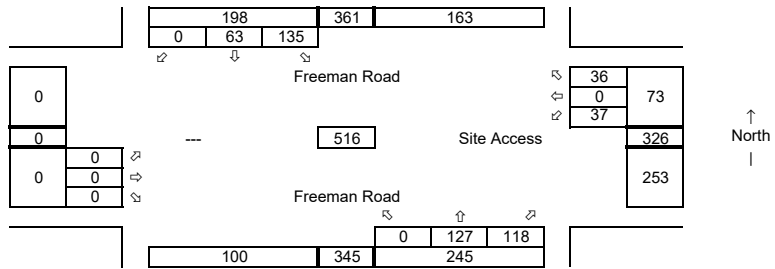 198 361 163
0 63 135
⬃ ⇩ ⬂
Freeman Road
⬁ 36
0 ⇦ 0 73
⬃ 37
↑
0 --- 516 Site Access 326 North
|
0 ⬀
0 0 ⇨ 253
0 ⬂
Freeman Road
⬁ ⇧ ⬀
0 127 118
100 345 245